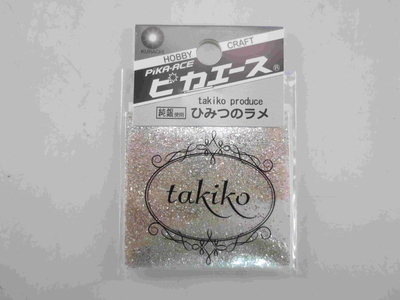 KURACHI
HOBBY CRAFT
PiKA-ACE
ピカエース®
takiko produce
純銀使用 ひみつのラメ
takiko